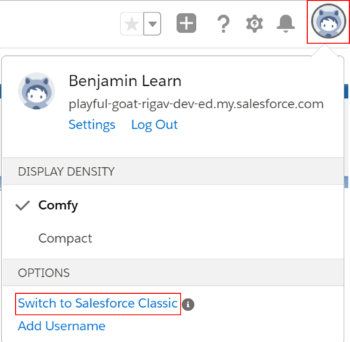 Benjamin Learn
playful-goat-rigav-dev-ed.my.salesforce.com
Settings Log Out
DISPLAY DENSITY
Comfy
Compact
OPTIONS
Switch to Salesforce Classic
Add Username